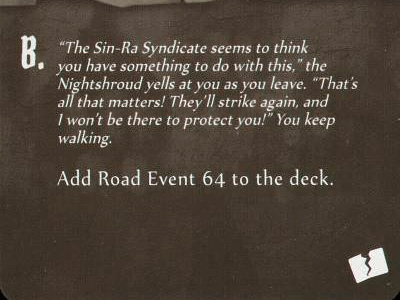 B.
“The Sin-Ra Syndicate seems to think
you have something to do with this,” the
Nightshroud yells at you as you leave. “That’s
all that matters! They’ll strike again, and
I won’t be there to protect you!” You keep
walking.
Add Road Event 64 to the deck.